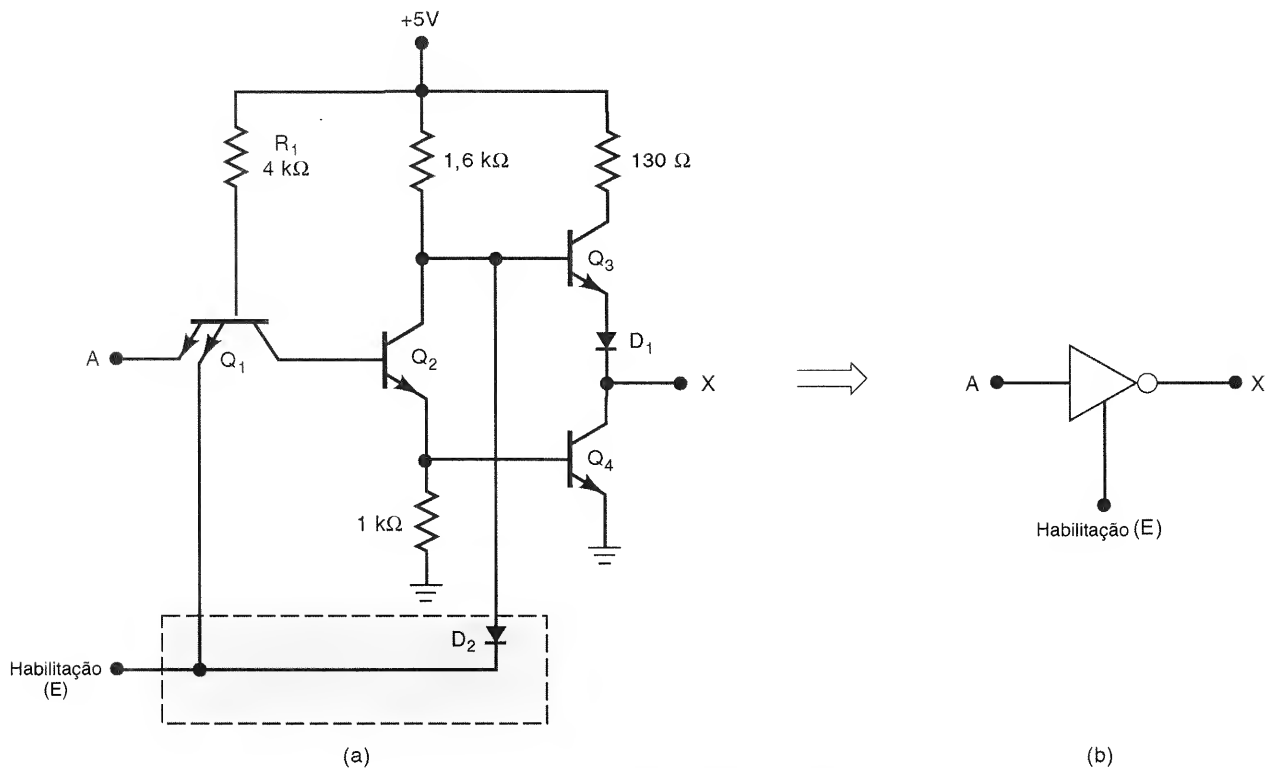 +5V
R1
4 kΩ
1,6 kΩ
130 Ω
Q3
D1
A
Q1
Q2
X
A
X
Q4
1 kΩ
Habilitação (E)
D2
Habilitação
(E)
(a)
(b)